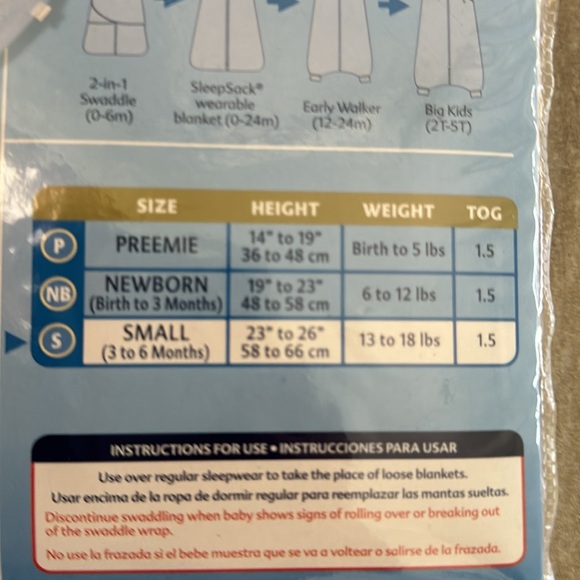 2-in-1
Swaddle
(0-6m)
SleepSack®
wearable
blanket (0-24m)
Early Walker
(12-24m)
Big Kids
(2T-5T)
SIZE HEIGHT WEIGHT TOG
P PREEMIE 14" to 19" 36 to 48 cm Birth to 5 lbs 1.5
NB NEWBORN (Birth to 3 Months) 19" to 23" 48 to 58 cm 6 to 12 lbs 1.5
S SMALL (3 to 6 Months) 23" to 26" 58 to 66 cm 13 to 18 lbs 1.5
INSTRUCTIONS FOR USE • INSTRUCCIONES PARA USAR
Use over regular sleepwear to take the place of loose blankets.
Usar encima de la ropa de dormir regular para reemplazar las mantas sueltas.
Discontinue swaddling when baby shows signs of rolling over or breaking out
of the swaddle wrap.
No use la frazada si el bebe muestra que se va a voltear o salirse de la frazada.